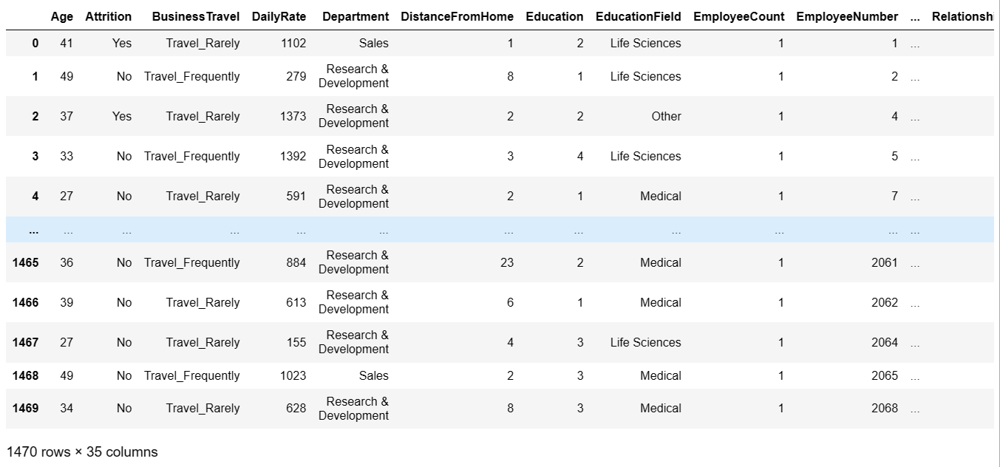 Age Attrition BusinessTravel DailyRate Department DistanceFromHome Education EducationField EmployeeCount EmployeeNumber ... Relationshi
0 41 Yes Travel_Rarely 1102 Sales 1 2 Life Sciences 1 1 ...
1 49 No Travel_Frequently 279 Research & Development 8 1 Life Sciences 1 2 ...
2 37 Yes Travel_Rarely 1373 Research & Development 2 2 Other 1 4 ...
3 33 No Travel_Frequently 1392 Research & Development 3 4 Life Sciences 1 5 ...
4 27 No Travel_Rarely 591 Research & Development 2 1 Medical 1 7 ...
... ... ... ... ... ... ... ... ... ... ... ...
1465 36 No Travel_Frequently 884 Research & Development 23 2 Medical 1 2061 ...
1466 39 No Travel_Rarely 613 Research & Development 6 1 Medical 1 2062 ...
1467 27 No Travel_Rarely 155 Research & Development 4 3 Life Sciences 1 2064 ...
1468 49 No Travel_Frequently 1023 Sales 2 3 Medical 1 2065 ...
1469 34 No Travel_Rarely 628 Research & Development 8 3 Medical 1 2068 ...
1470 rows × 35 columns